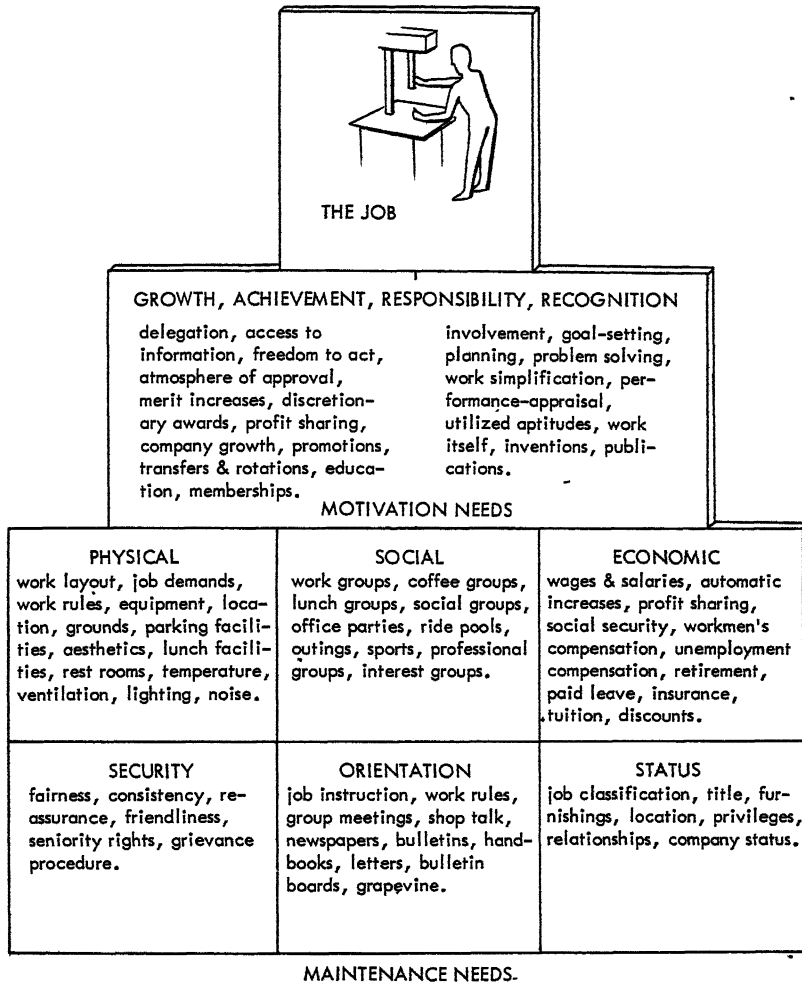 THE JOB
GROWTH, ACHIEVEMENT, RESPONSIBILITY, RECOGNITION
delegation, access to
information, freedom to act,
atmosphere of approval,
merit increases, discretion-
ary awards, profit sharing,
company growth, promotions,
transfers & rotations, educa-
tion, memberships.
involvement, goal-setting,
planning, problem solving,
work simplification, per-
formance-appraisal,
utilized aptitudes, work
itself, inventions, publi-
cations.
MOTIVATION NEEDS
PHYSICAL
work layout, job demands,
work rules, equipment, loca-
tion, grounds, parking facili-
ties, aesthetics, lunch facili-
ties, rest rooms, temperature,
ventilation, lighting, noise.
SOCIAL
work groups, coffee groups,
lunch groups, social groups,
office parties, ride pools,
outings, sports, professional
groups, interest groups.
ECONOMIC
wages & salaries, automatic
increases, profit sharing,
social security, workmen's
compensation, unemployment
compensation, retirement,
paid leave, insurance,
tuition, discounts.
SECURITY
fairness, consistency, re-
assurance, friendliness,
seniority rights, grievance
procedure.
ORIENTATION
job instruction, work rules,
group meetings, shop talk,
newspapers, bulletins, hand-
books, letters, bulletin
boards, grapevine.
STATUS
job classification, title, fur-
nishings, location, privileges,
relationships, company status.
MAINTENANCE NEEDS